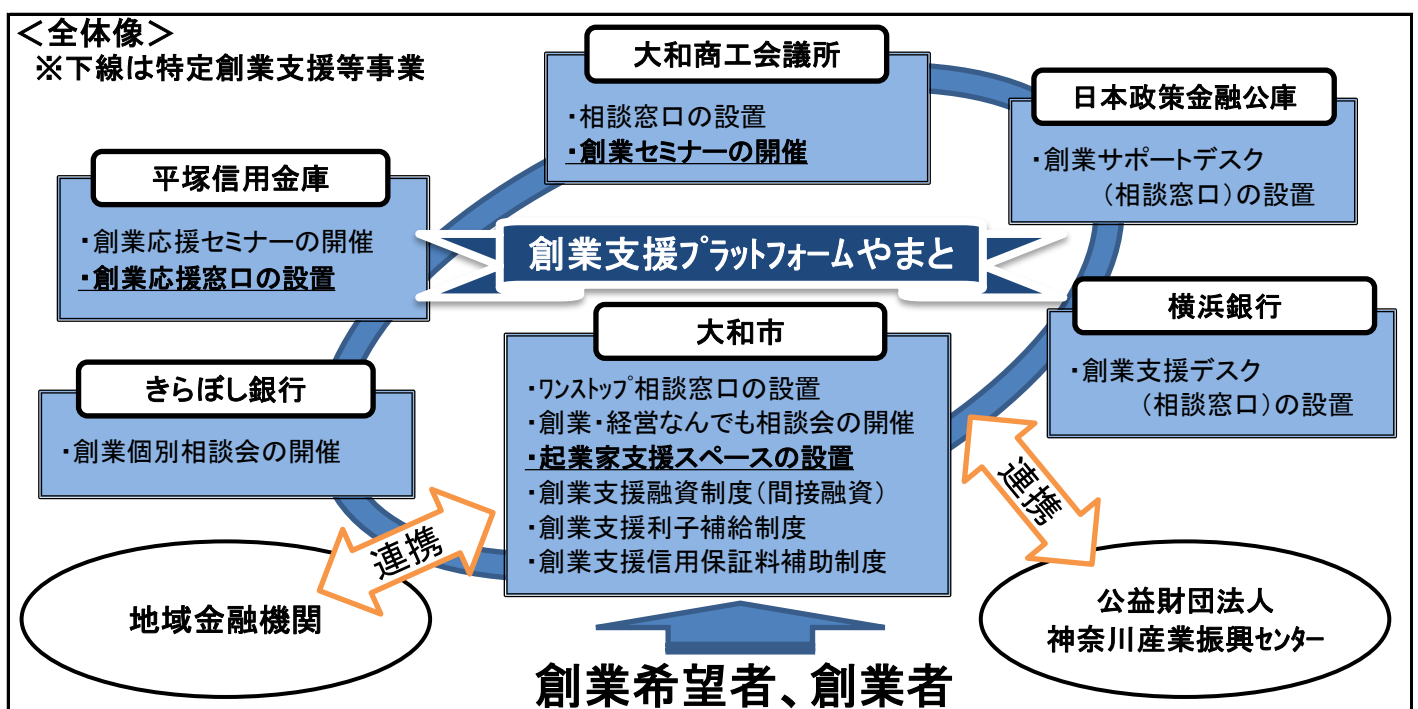 ＜全体像＞
※下線は特定創業支援等事業
大和商工会議所
・相談窓口の設置
・創業セミナーの開催
日本政策金融公庫
・創業サポートデスク
（相談窓口）の設置
平塚信用金庫
・創業応援セミナーの開催
・創業応援窓口の設置
創業支援プラットフォームやまと
横浜銀行
・創業支援デスク
（相談窓口）の設置
大和市
・ワンストップ相談窓口の設置
・創業・経営なんでも相談会の開催
・起業家支援スペースの設置
・創業支援融資制度（間接融資）
・創業支援利子補給制度
・創業支援信用保証料補助制度
きらぼし銀行
・創業個別相談会の開催
連携
連携
地域金融機関
公益財団法人
神奈川産業振興センター
創業希望者、創業者